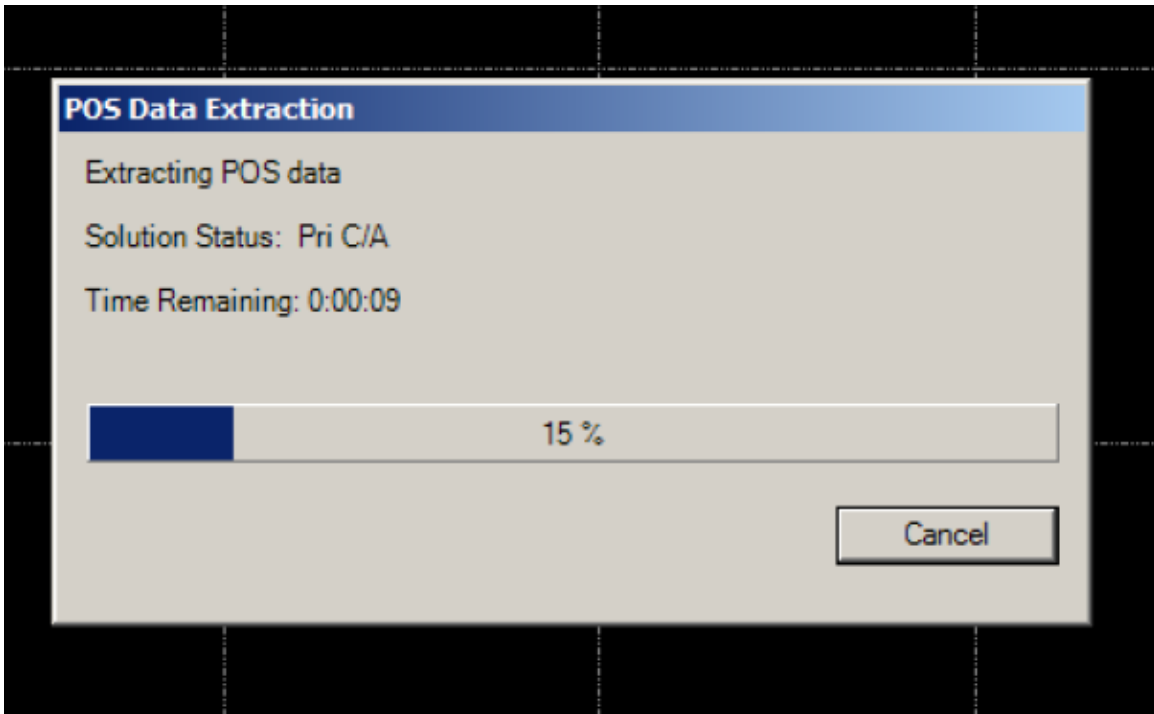 POS Data Extraction
Extracting POS data
Solution Status: Pri C/A
Time Remaining: 0:00:09
15 %
Cancel